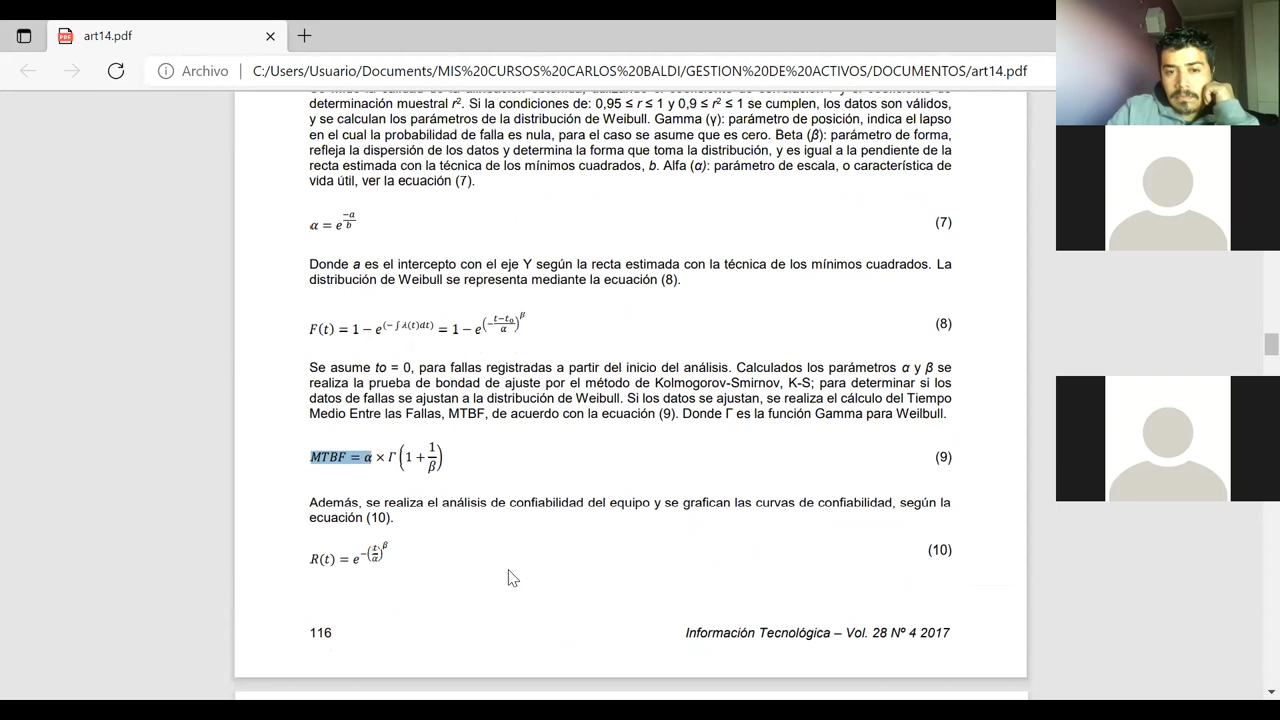 art14.pdf
Archivo C:/Users/Usuario/Documents/MIS%20CURSOS%20CARLOS%20BALDI/GESTION%20DE%20ACTIVOS/DOCUMENTOS/art14.pdf
determinación muestral r². Si la condiciones de: 0,95 ≤ r ≤ 1 y 0,9 ≤ r² ≤ 1 se cumplen, los datos son válidos,
y se calculan los parámetros de la distribución de Weibull. Gamma (γ): parámetro de posición, indica el lapso
en el cual la probabilidad de falla es nula, para el caso se asume que es cero. Beta (β): parámetro de forma,
refleja la dispersión de los datos y determina la forma que toma la distribución, y es igual a la pendiente de la
recta estimada con la técnica de los mínimos cuadrados, b. Alfa (α): parámetro de escala, o característica de
vida útil, ver la ecuación (7).
α = e^(-a/b) (7)
Donde a es el intercepto con el eje Y según la recta estimada con la técnica de los mínimos cuadrados. La
distribución de Weibull se representa mediante la ecuación (8).
F(t) = 1 − e^(−∫λ(t)dt) = 1 − e^(−(t−t₀)/α)^β (8)
Se asume to = 0, para fallas registradas a partir del inicio del análisis. Calculados los parámetros α y β se
realiza la prueba de bondad de ajuste por el método de Kolmogorov-Smirnov, K-S; para determinar si los
datos de fallas se ajustan a la distribución de Weibull. Si los datos se ajustan, se realiza el cálculo del Tiempo
Medio Entre las Fallas, MTBF, de acuerdo con la ecuación (9). Donde Γ es la función Gamma para Weilbull.
MTBF = α × Γ(1 + 1/β) (9)
Además, se realiza el análisis de confiabilidad del equipo y se grafican las curvas de confiabilidad, según la
ecuación (10).
R(t) = e^−(t/α)^β (10)
116 Información Tecnológica – Vol. 28 Nº 4 2017